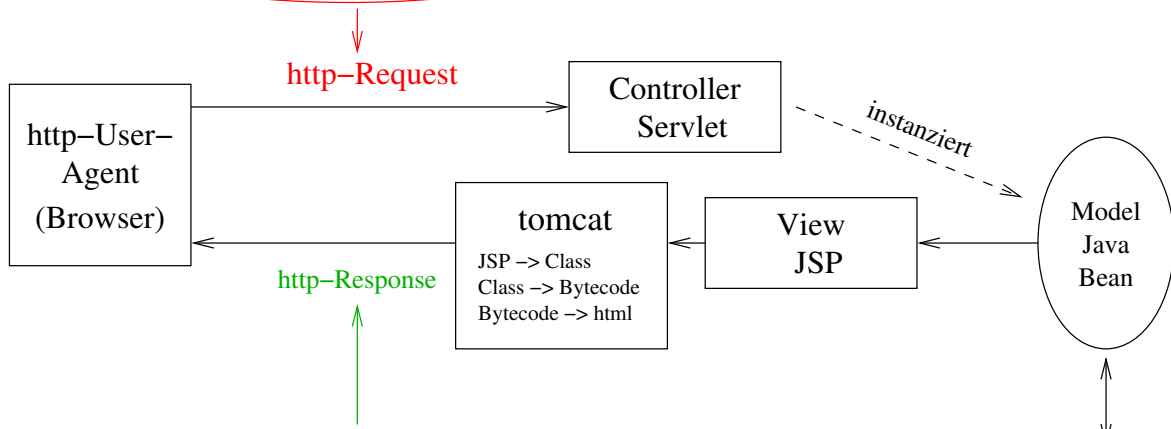 http–Request
Controller
Servlet
instanziert
http–User–
Agent
(Browser)
tomcat
JSP –> Class
Class –> Bytecode
Bytecode –> html
View
JSP
Model
Java
Bean
http–Response